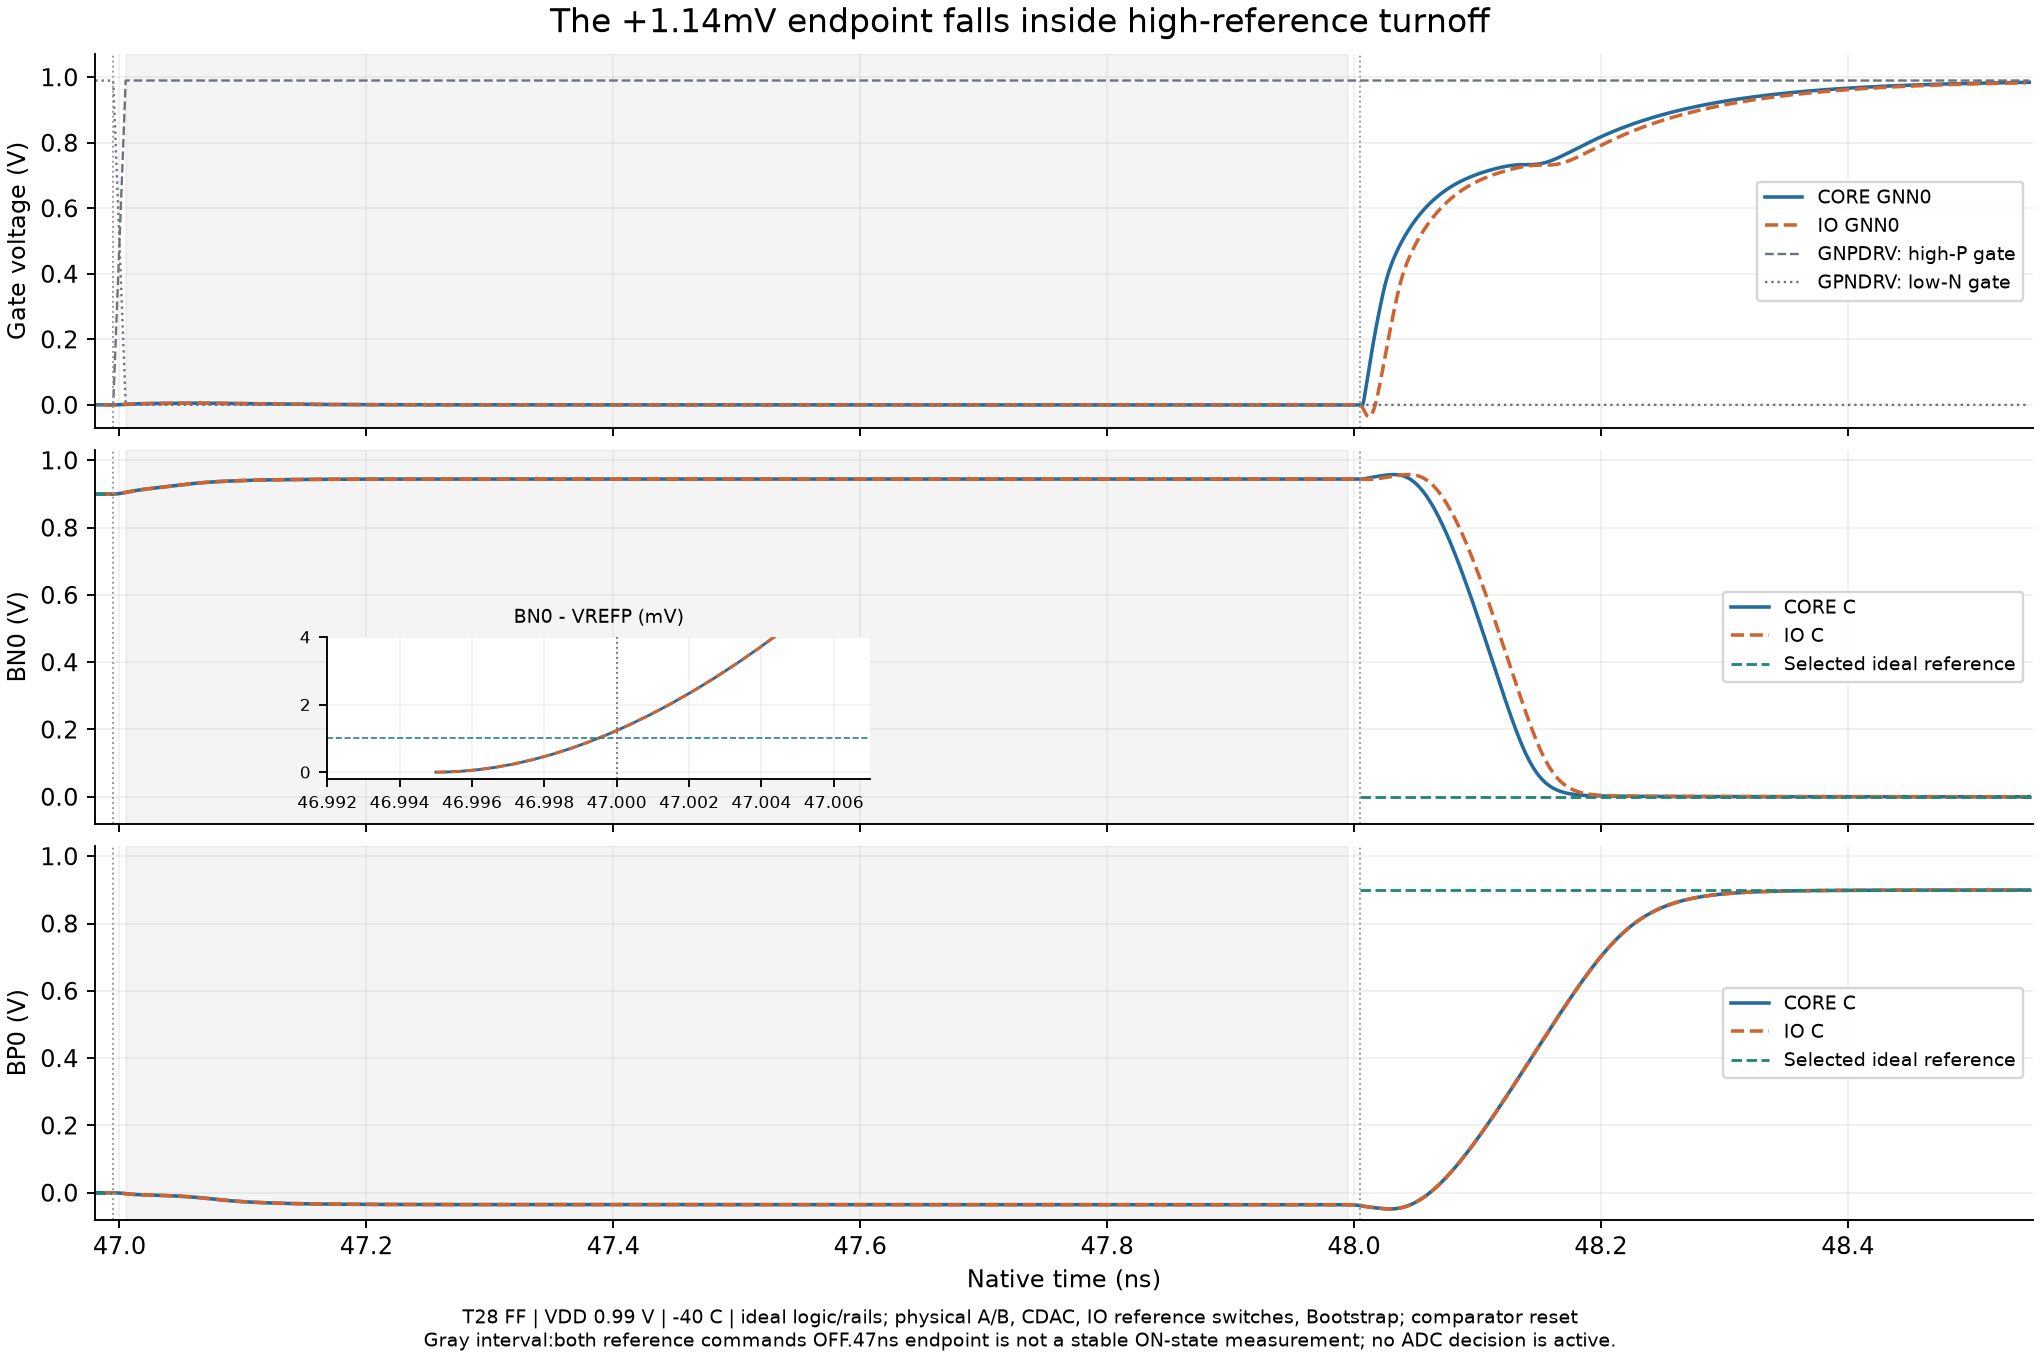 The +1.14mV endpoint falls inside high-reference turnoff
Gate voltage (V)
1.0
0.8
0.6
0.4
0.2
0.0
CORE GNN0
IO GNN0
GNPDRV: high-P gate
GPNDRV: low-N gate
BN0 (V)
1.0
0.8
0.6
0.4
0.2
0.0
BN0 - VREFP (mV)
4
2
0
46.992 46.994 46.996 46.998 47.000 47.002 47.004 47.006
CORE C
IO C
Selected ideal reference
BP0 (V)
1.0
0.8
0.6
0.4
0.2
0.0
CORE C
IO C
Selected ideal reference
47.0 47.2 47.4 47.6 47.8 48.0 48.2 48.4
Native time (ns)
T28 FF | VDD 0.99 V | -40 C | ideal logic/rails; physical A/B, CDAC, IO reference switches, Bootstrap; comparator reset
Gray interval:both reference commands OFF.47ns endpoint is not a stable ON-state measurement; no ADC decision is active.